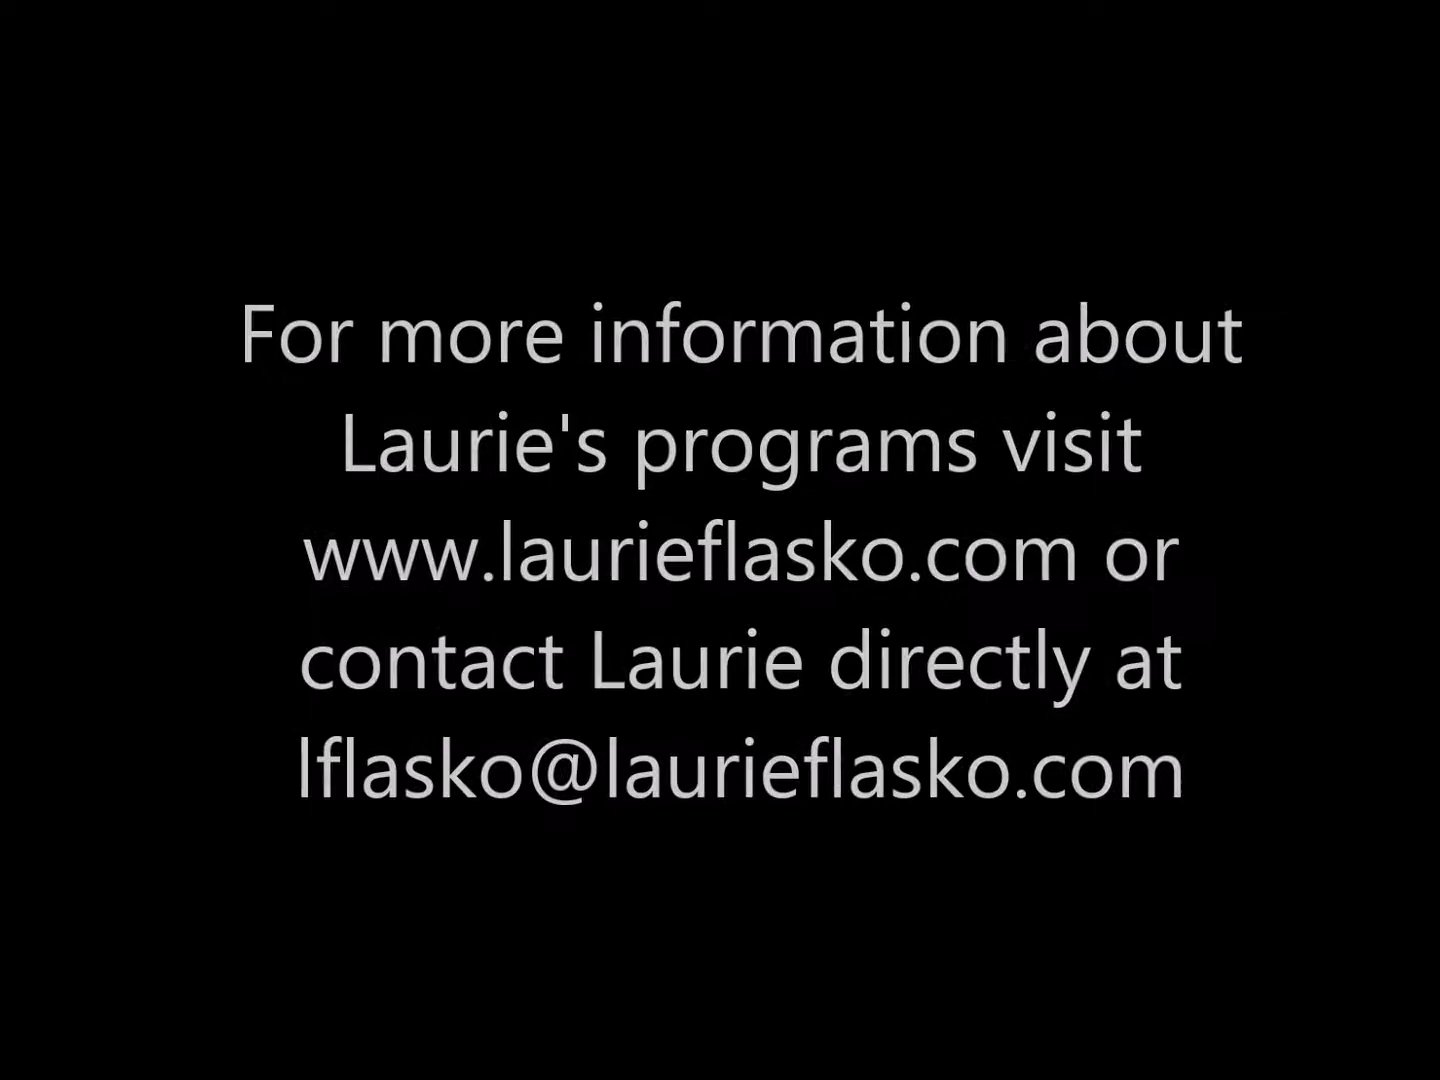 For more information about
Laurie's programs visit
www.laurieflasko.com or
contact Laurie directly at
lflasko@laurieflasko.com